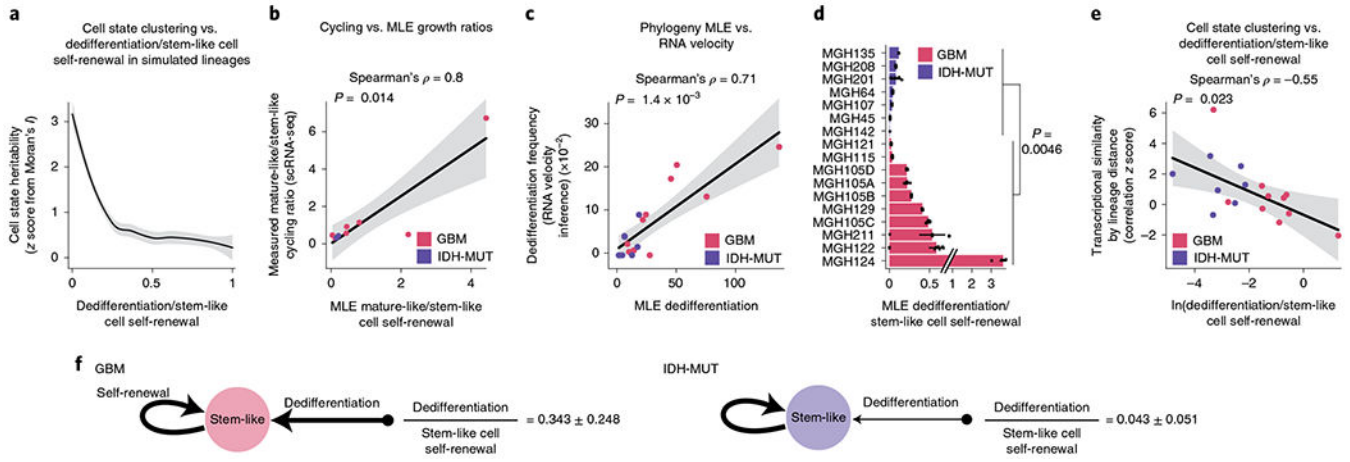 a
Cell state clustering vs.
dedifferentiation/stem-like cell
self-renewal in simulated lineages
Cell state heritability
(z score from Moran's I)
3
2
1
0
0
0.5
1
Dedifferentiation/stem-like
cell self-renewal
b
Cycling vs. MLE growth ratios
Spearman's ρ = 0.8
P = 0.014
Measured mature-like/stem-like
cycling ratio (scRNA-seq)
6
4
2
0
GBM
IDH-MUT
0
2
4
MLE mature-like/stem-like
cell self-renewal
c
Phylogeny MLE vs.
RNA velocity
Spearman's ρ = 0.71
P = 1.4 × 10⁻³
Dedifferentiation frequency
(RNA velocity
inference) (×10⁻²)
30
20
10
0
GBM
IDH-MUT
0
50
100
MLE dedifferentiation
d
GBM
IDH-MUT
MGH135
MGH208
MGH201
MGH64
MGH107
MGH45
MGH142
MGH121
MGH115
MGH105D
MGH105A
MGH105B
MGH129
MGH105C
MGH211
MGH122
MGH124
P =
0.0046
0
0.5
1
2
3
MLE dedifferentiation/
stem-like cell self-renewal
e
Cell state clustering vs.
dedifferentiation/stem-like
cell self-renewal
Spearman's ρ = −0.55
P = 0.023
Transcriptional similarity
by lineage distance
(correlation z score)
6
4
2
0
−2
GBM
IDH-MUT
−4
−2
0
ln(dedifferentiation/stem-like
cell self-renewal)
f
GBM
Self-renewal
Stem-like
Dedifferentiation
Dedifferentiation
Stem-like cell
self-renewal
= 0.343 ± 0.248
IDH-MUT
Stem-like
Dedifferentiation
Dedifferentiation
Stem-like cell
self-renewal
= 0.043 ± 0.051